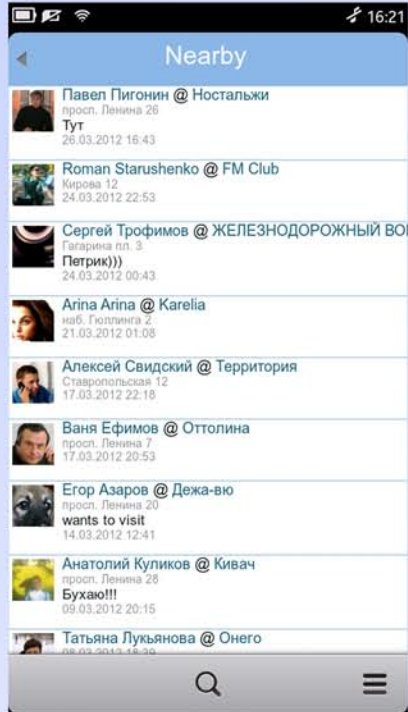 16:21
Nearby
Павел Пигонин @ Ностальжи
просп. Ленина 26
Тут
26.03.2012 16:43
Roman Starushenko @ FM Club
Кирова 12
24.03.2012 22:53
Сергей Трофимов @ ЖЕЛЕЗНОДОРОЖНЫЙ
Гагарина пл. 3
Петрик)))
24.03.2012 00:43
Arina Arina @ Karelia
наб. Гюллинга 2
21.03.2012 01:08
Алексей Свидский @ Территория
Ставропольская 12
17.03.2012 22:18
Ваня Ефимов @ Оттолина
просп. Ленина 7
17.03.2012 20:53
Егор Азаров @ Дежа-вю
просп. Ленина 20
wants to visit
14.03.2012 12:41
Анатолий Куликов @ Кивач
просп. Ленина 28
Бухаю!!!
09.03.2012 20:15
Татьяна Лукьянова @ Онего
08.03.2012 18:39